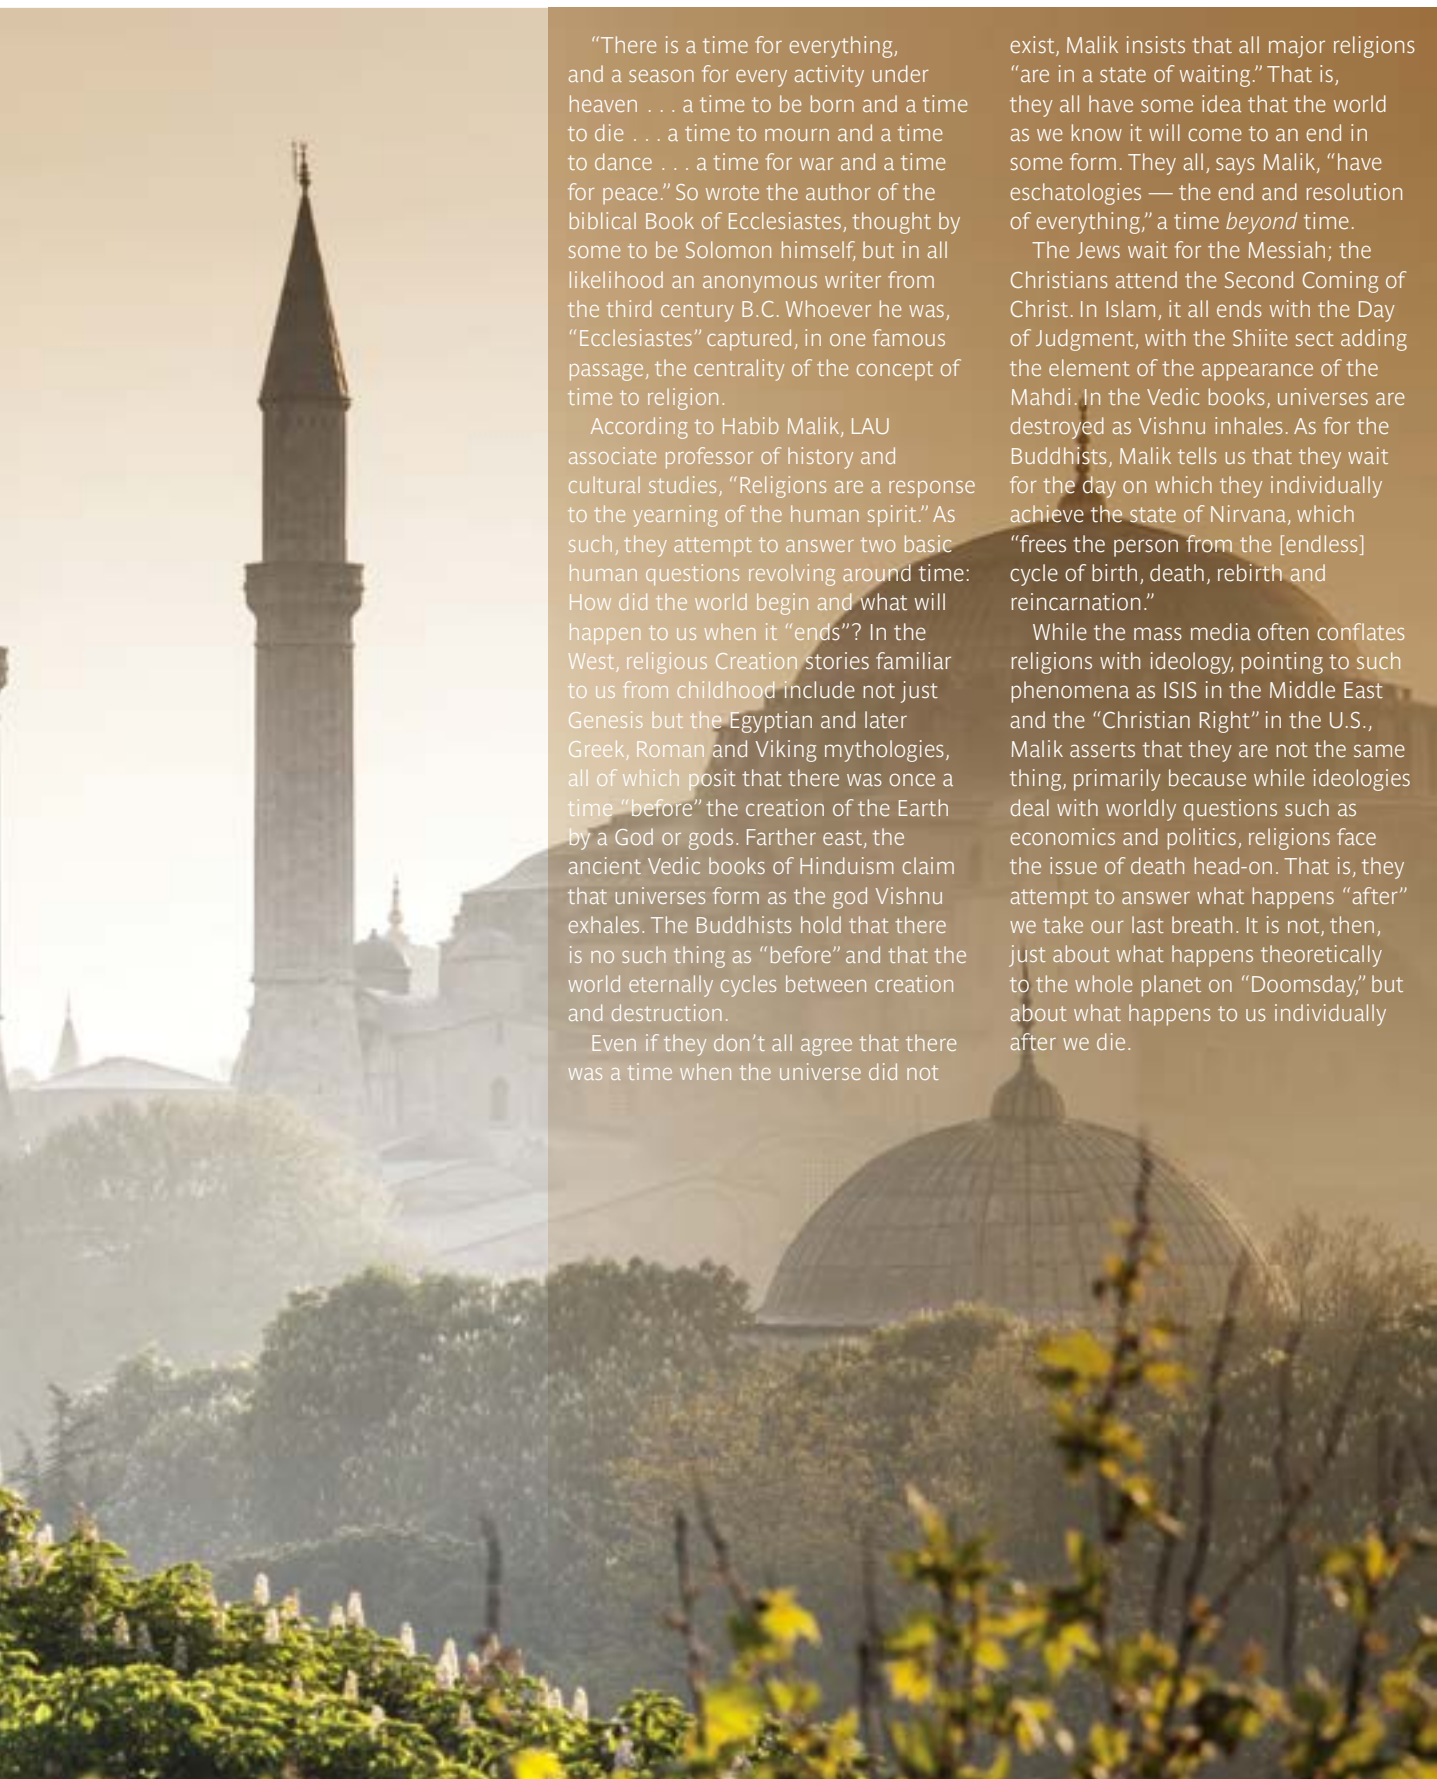 “There is a time for everything,
and a season for every activity under
heaven . . . a time to be born and a time
to die . . . a time to mourn and a time
to dance . . . a time for war and a time
for peace.” So wrote the author of the
biblical Book of Ecclesiastes, thought by
some to be Solomon himself, but in all
likelihood an anonymous writer from
the third century B.C. Whoever he was,
“Ecclesiastes” captured, in one famous
passage, the centrality of the concept of
time to religion.
According to Habib Malik, LAU
associate professor of history and
cultural studies, “Religions are a response
to the yearning of the human spirit.” As
such, they attempt to answer two basic
human questions revolving around time:
How did the world begin and what will
happen to us when it “ends”? In the
West, religious Creation stories familiar
to us from childhood include not just
Genesis but the Egyptian and later
Greek, Roman and Viking mythologies,
all of which posit that there was once a
time “before” the creation of the Earth
by a God or gods. Farther east, the
ancient Vedic books of Hinduism claim
that universes form as the god Vishnu
exhales. The Buddhists hold that there
is no such thing as “before” and that the
world eternally cycles between creation
and destruction.
Even if they don’t all agree that there
was a time when the universe did not
exist, Malik insists that all major religions
“are in a state of waiting.” That is,
they all have some idea that the world
as we know it will come to an end in
some form. They all, says Malik, “have
eschatologies — the end and resolution
of everything,” a time beyond time.
The Jews wait for the Messiah; the
Christians attend the Second Coming of
Christ. In Islam, it all ends with the Day
of Judgment, with the Shiite sect adding
the element of the appearance of the
Mahdi. In the Vedic books, universes are
destroyed as Vishnu inhales. As for the
Buddhists, Malik tells us that they wait
for the day on which they individually
achieve the state of Nirvana, which
“frees the person from the [endless]
cycle of birth, death, rebirth and
reincarnation.”
While the mass media often conflates
religions with ideology, pointing to such
phenomena as ISIS in the Middle East
and the “Christian Right” in the U.S.,
Malik asserts that they are not the same
thing, primarily because while ideologies
deal with worldly questions such as
economics and politics, religions face
the issue of death head-on. That is, they
attempt to answer what happens “after”
we take our last breath. It is not, then,
just about what happens theoretically
to the whole planet on “Doomsday,” but
about what happens to us individually
after we die.